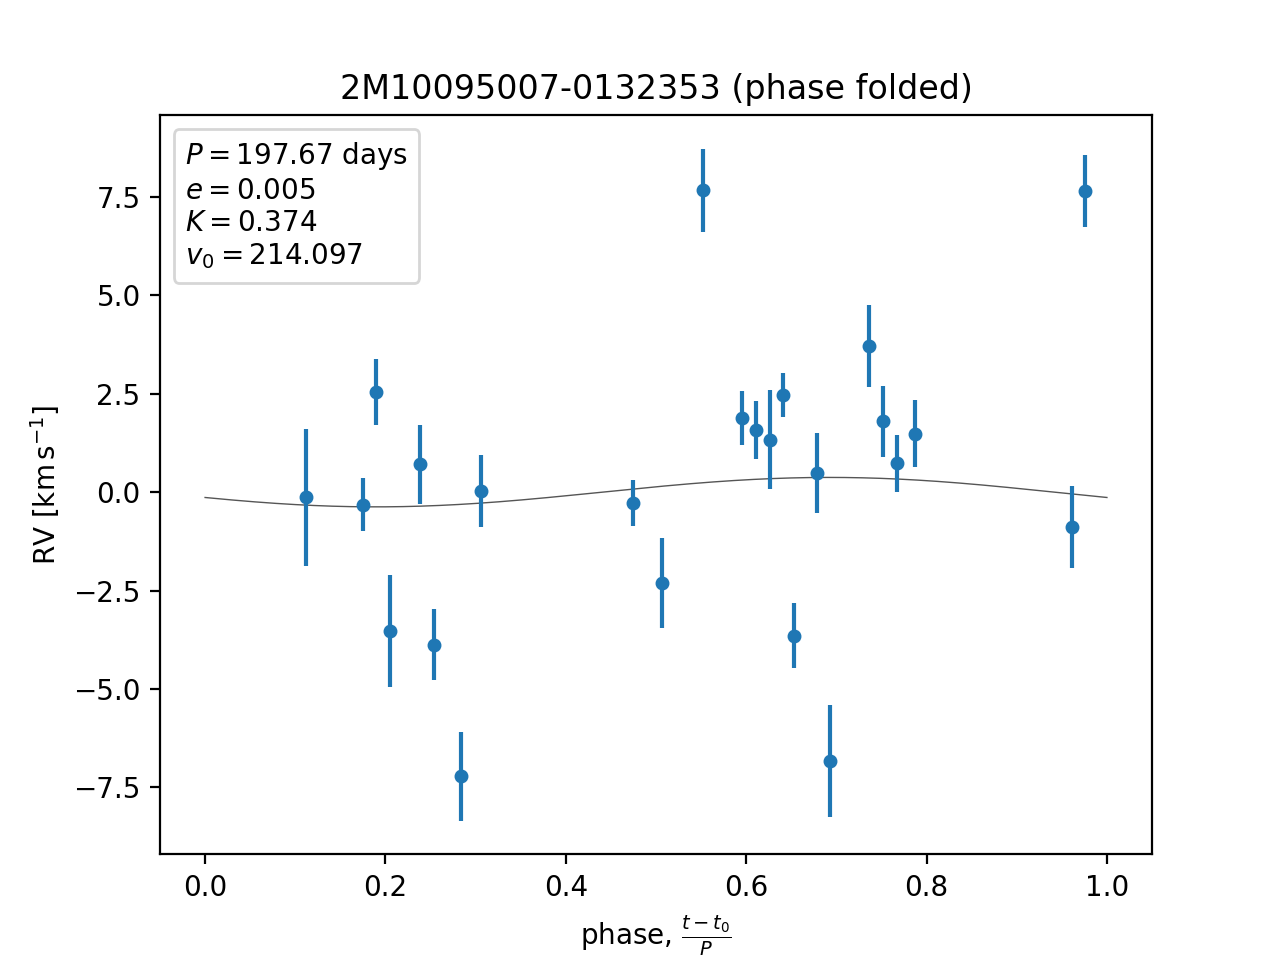 2M10095007-0132353 (phase folded)
P = 197.67 days
e = 0.005
K = 0.374
v₀ = 214.097
7.5
5.0
2.5
0.0
−2.5
−5.0
−7.5
RV [km s⁻¹]
0.0 0.2 0.4 0.6 0.8 1.0
phase, (t − t₀)/P